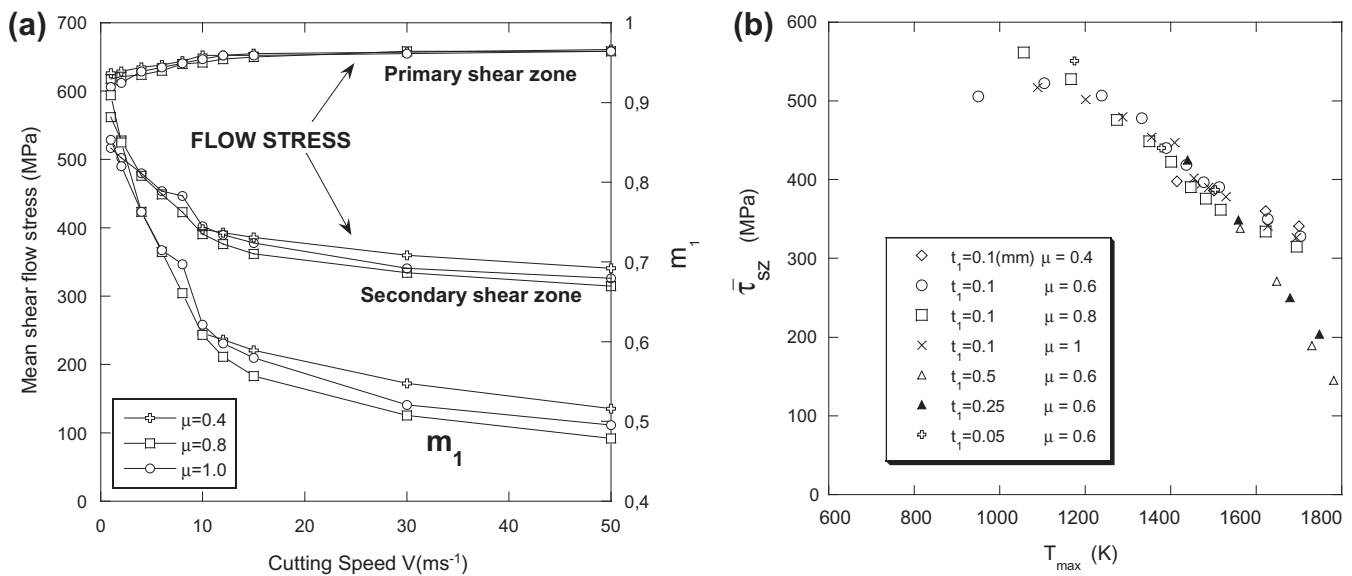 (a)
700
600
500
400
300
200
100
0
Mean shear flow stress (MPa)
1
0,9
0,8
0,7
0,6
0,5
0,4
m₁
Primary shear zone
FLOW STRESS
Secondary shear zone
m₁
μ=0.4
μ=0.8
μ=1.0
0 10 20 30 40 50
Cutting Speed V(ms⁻¹)
(b)
600
500
400
300
200
100
0
τ̄sz (MPa)
t₁=0.1(mm) μ = 0.4
t₁=0.1 μ = 0.6
t₁=0.1 μ = 0.8
t₁=0.1 μ = 1
t₁=0.5 μ = 0.6
t₁=0.25 μ = 0.6
t₁=0.05 μ = 0.6
600 800 1000 1200 1400 1600 1800
Tmax (K)